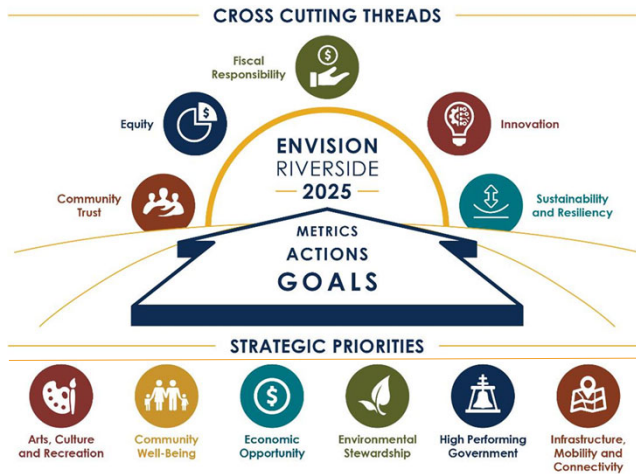 CROSS CUTTING THREADS
Fiscal
Responsibility
$
Equity
$
Innovation
ENVISION
RIVERSIDE
2025
Community
Trust
Sustainability
and Resiliency
METRICS
ACTIONS
GOALS
STRATEGIC PRIORITIES
$
Arts, Culture
and Recreation
Community
Well-Being
Economic
Opportunity
Environmental
Stewardship
High Performing
Government
Infrastructure,
Mobility and
Connectivity